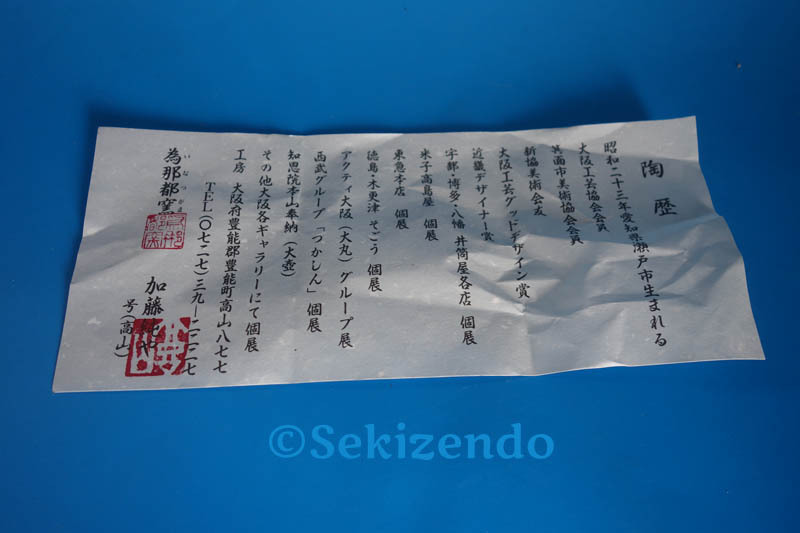 陶歴
昭和二十三年愛知県瀬戸市生まれる
大阪工芸協会会員
箕面市美術協会会員
新協美術会友
大阪工芸グッドデザイン賞
近畿デザイナー賞
宇部・博多・八幡 井筒屋各店 個展
米子高島屋 個展
東急本店 個展
徳島・木更津 そごう 個展
アクティ大阪(大丸)グループ展
西武グループ「つかしん」個展
知恩院本山奉納(大壺)
その他大阪各ギャラリーにて個展
工房 大阪府豊能郡豊能町高山八七七
TEL(〇七二七)三九―
為那都窯
いなつがま
加藤
号(高山)
©Sekizendo